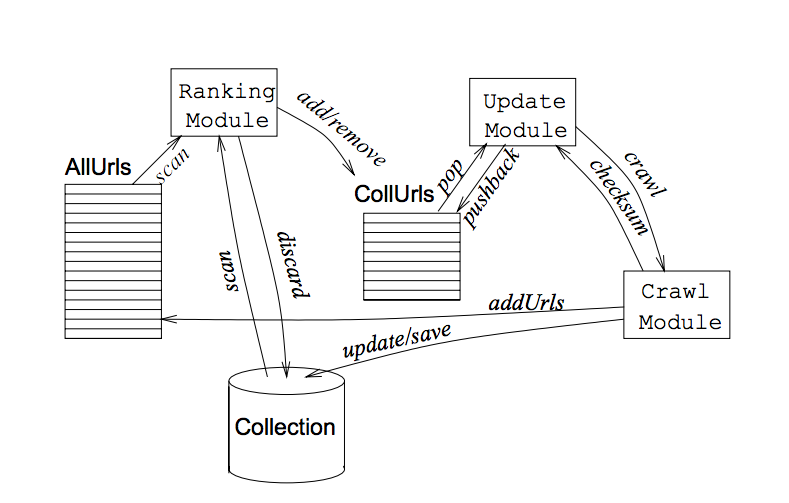 Ranking
Module
add/remove
Update
Module
AllUrls
scan
CollUrls
pop
pushback
crawl
checksum
scan
discard
Crawl
Module
addUrls
update/save
Collection